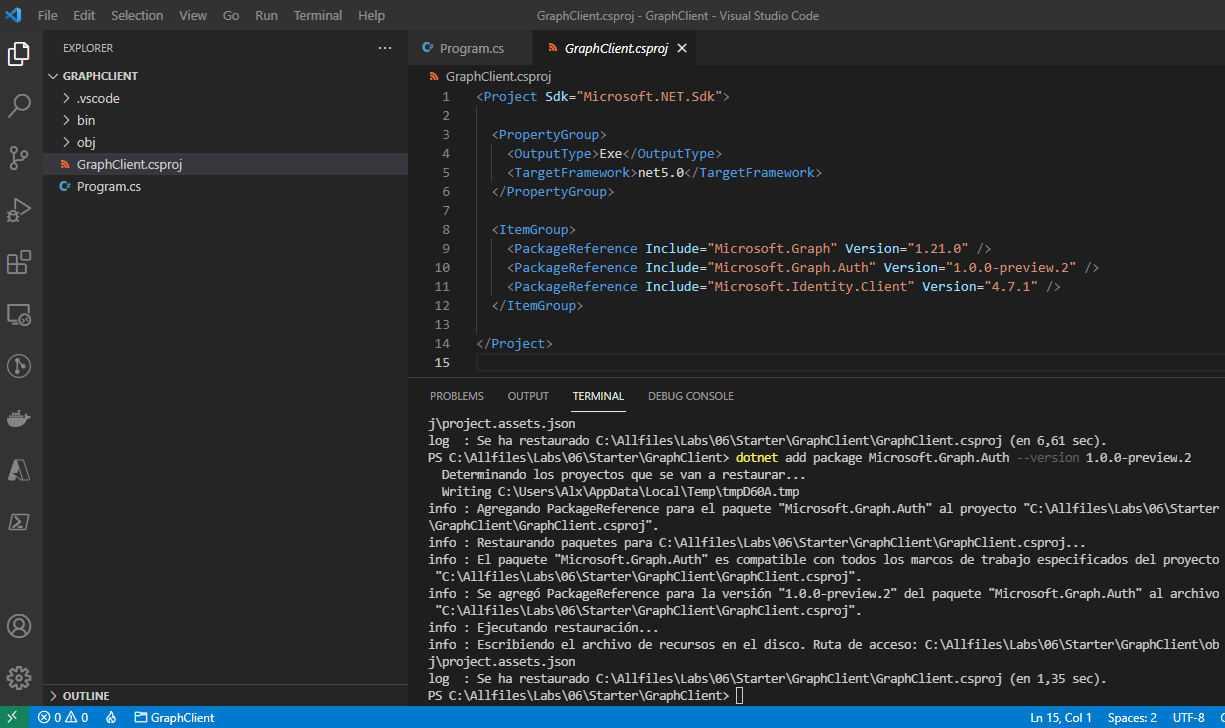 File Edit Selection View Go Run Terminal Help GraphClient.csproj - GraphClient - Visual Studio Code
EXPLORER ...
GRAPHCLIENT
.vscode
bin
obj
GraphClient.csproj
Program.cs
OUTLINE
Program.cs GraphClient.csproj
GraphClient.csproj
1 <Project Sdk="Microsoft.NET.Sdk">
2
3 <PropertyGroup>
4 <OutputType>Exe</OutputType>
5 <TargetFramework>net5.0</TargetFramework>
6 </PropertyGroup>
7
8 <ItemGroup>
9 <PackageReference Include="Microsoft.Graph" Version="1.21.0" />
10 <PackageReference Include="Microsoft.Graph.Auth" Version="1.0.0-preview.2" />
11 <PackageReference Include="Microsoft.Identity.Client" Version="4.7.1" />
12 </ItemGroup>
13
14 </Project>
15
PROBLEMS OUTPUT TERMINAL DEBUG CONSOLE
j\project.assets.json
log : Se ha restaurado C:\Allfiles\Labs\06\Starter\GraphClient\GraphClient.csproj (en 6,61 sec).
PS C:\Allfiles\Labs\06\Starter\GraphClient> dotnet add package Microsoft.Graph.Auth --version 1.0.0-preview.2
Determinando los proyectos que se van a restaurar...
Writing C:\Users\Alx\AppData\Local\Temp\tmpD60A.tmp
info : Agregando PackageReference para el paquete "Microsoft.Graph.Auth" al proyecto "C:\Allfiles\Labs\06\Starter
\GraphClient\GraphClient.csproj".
info : Restaurando paquetes para C:\Allfiles\Labs\06\Starter\GraphClient\GraphClient.csproj...
info : El paquete "Microsoft.Graph.Auth" es compatible con todos los marcos de trabajo especificados del proyecto
"C:\Allfiles\Labs\06\Starter\GraphClient\GraphClient.csproj".
info : Se agregó PackageReference para la versión "1.0.0-preview.2" del paquete "Microsoft.Graph.Auth" al archivo
"C:\Allfiles\Labs\06\Starter\GraphClient\GraphClient.csproj".
info : Ejecutando restauración...
info : Escribiendo el archivo de recursos en el disco. Ruta de acceso: C:\Allfiles\Labs\06\Starter\GraphClient\ob
j\project.assets.json
log : Se ha restaurado C:\Allfiles\Labs\06\Starter\GraphClient\GraphClient.csproj (en 1,35 sec).
PS C:\Allfiles\Labs\06\Starter\GraphClient>
0 0 GraphClient Ln 15, Col 1 Spaces: 2 UTF-8